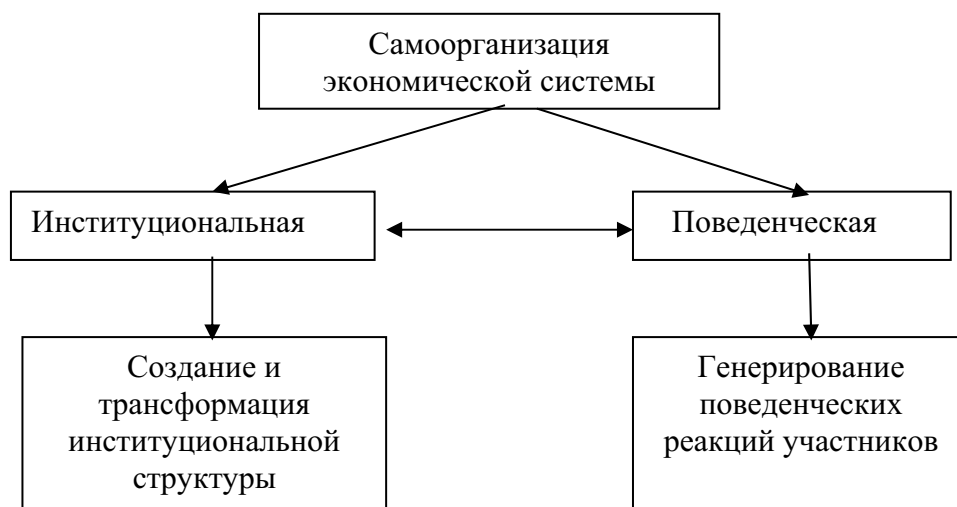 Самоорганизация
экономической системы
Институциональная
Поведенческая
Создание и
трансформация
институциональной
структуры
Генерирование
поведенческих
реакций участников